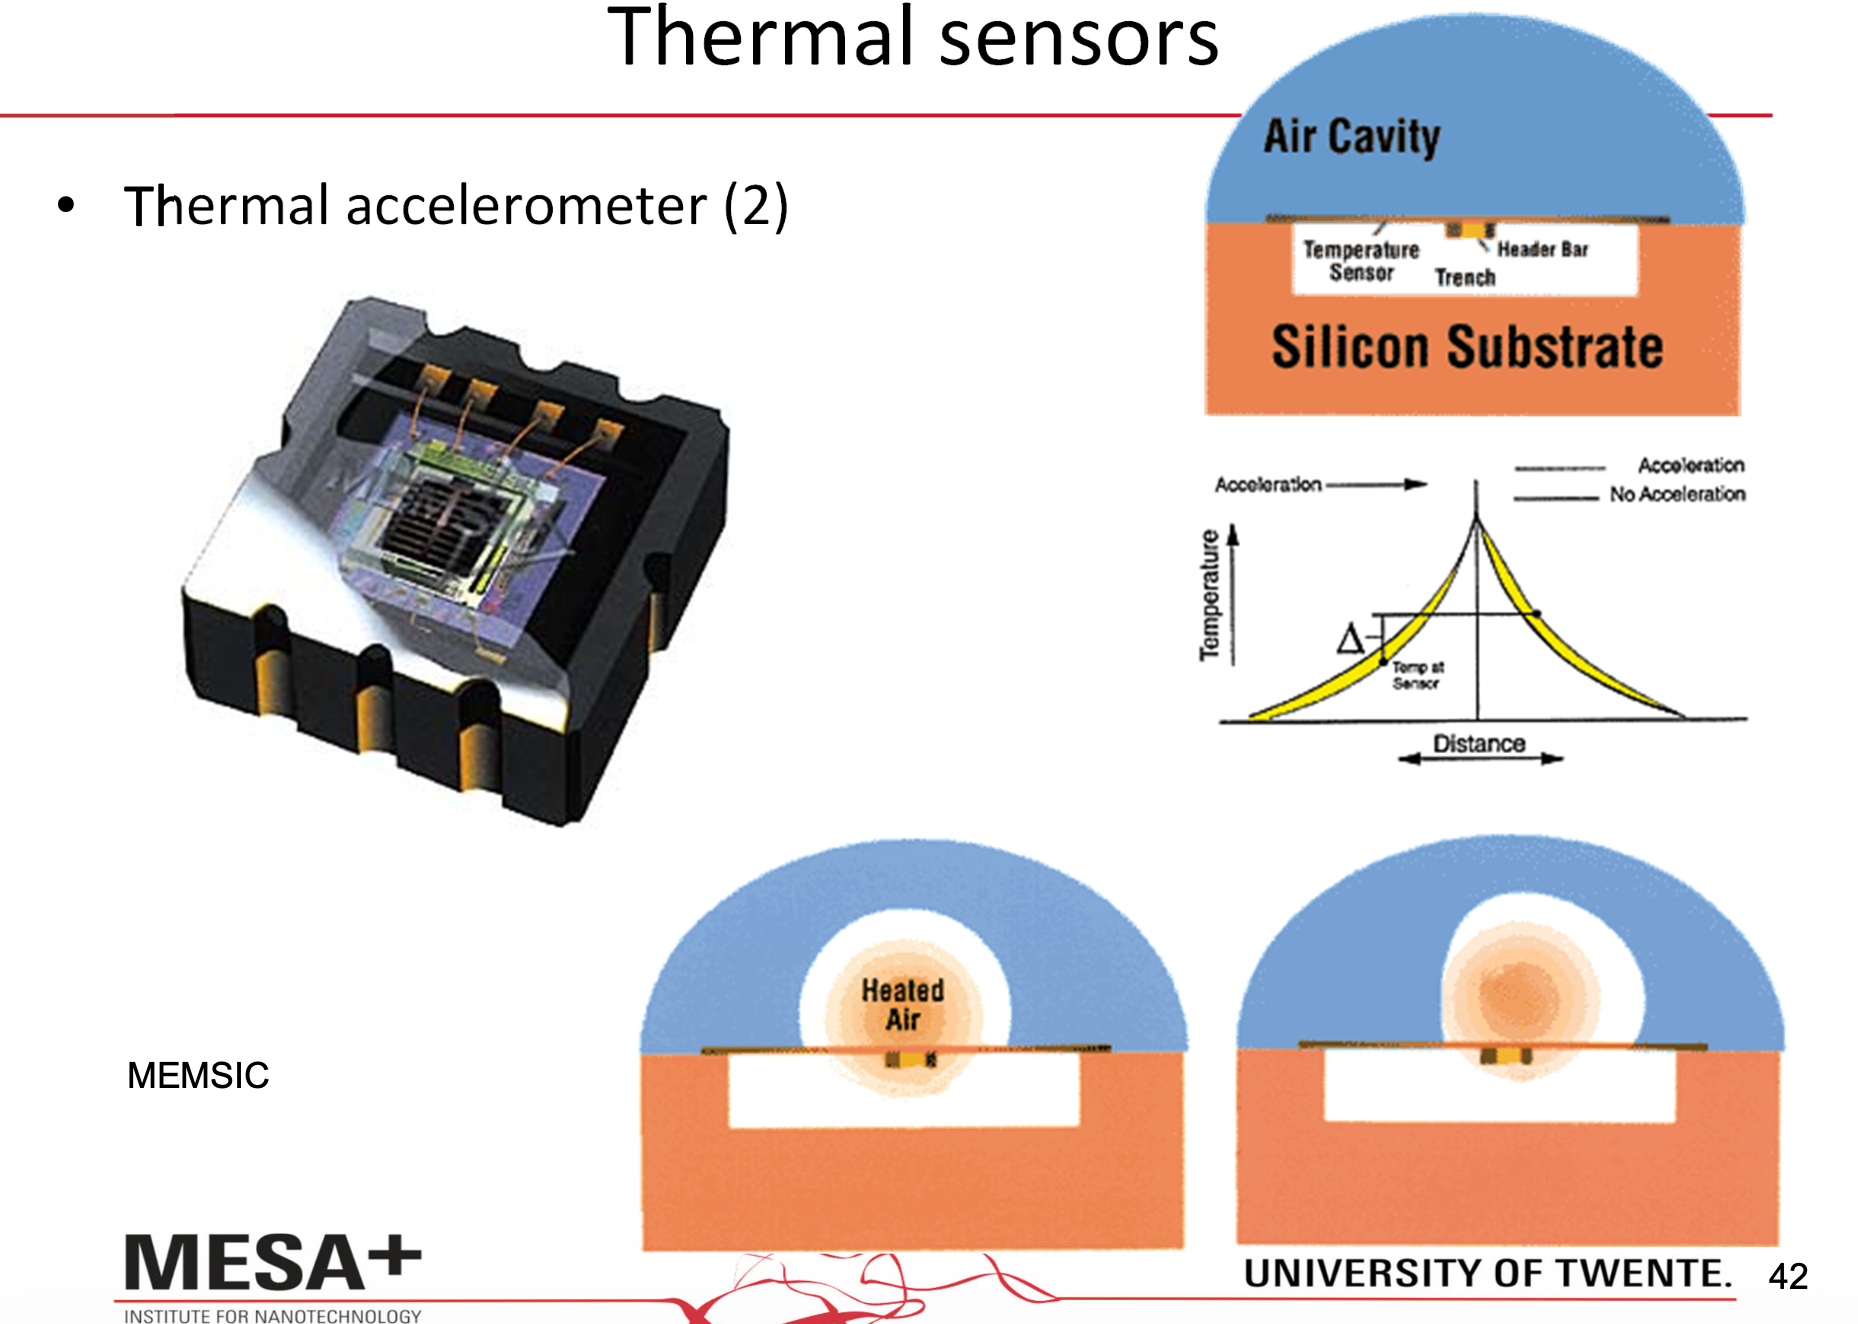 Thermal sensors
• Thermal accelerometer (2)
Air Cavity
Temperature
Sensor
Header Bar
Trench
Silicon Substrate
Acceleration
Acceleration
No Acceleration
Temperature
Δ
Temp at
Sensor
Distance
Heated
Air
MEMSIC
MESA+
INSTITUTE FOR NANOTECHNOLOGY
UNIVERSITY OF TWENTE.
42